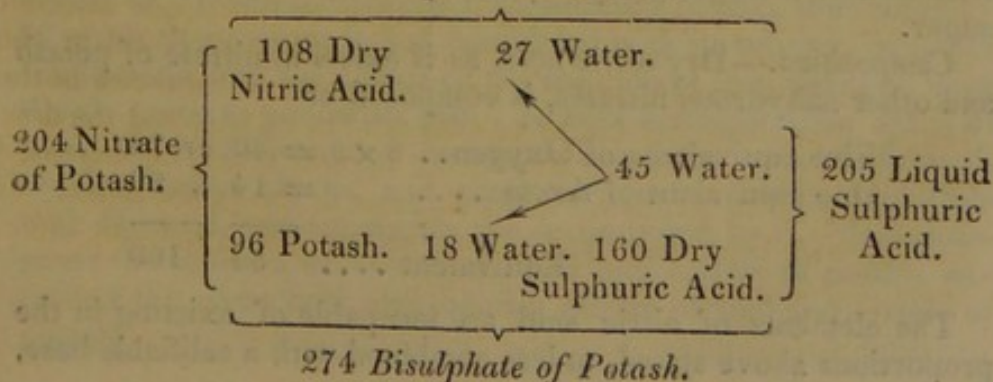 108 Dry 27 Water.
Nitric Acid.
204 Nitrate
of Potash.
45 Water.
205 Liquid
Sulphuric
Acid.
96 Potash. 18 Water. 160 Dry
Sulphuric Acid.
274 Bisulphate of Potash.